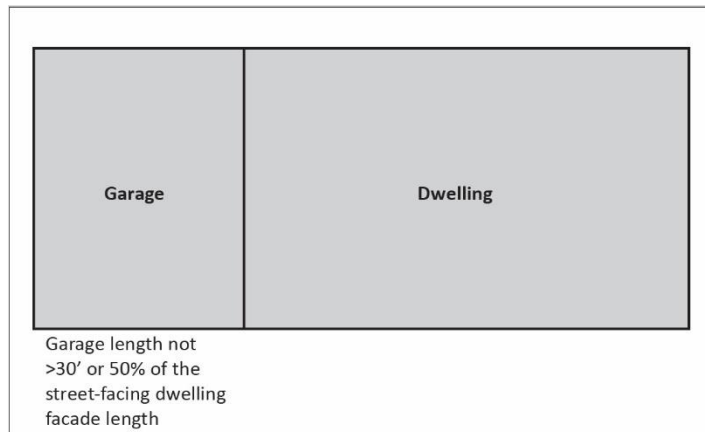 Garage
Dwelling
Garage length not
>30’ or 50% of the
street-facing dwelling
facade length